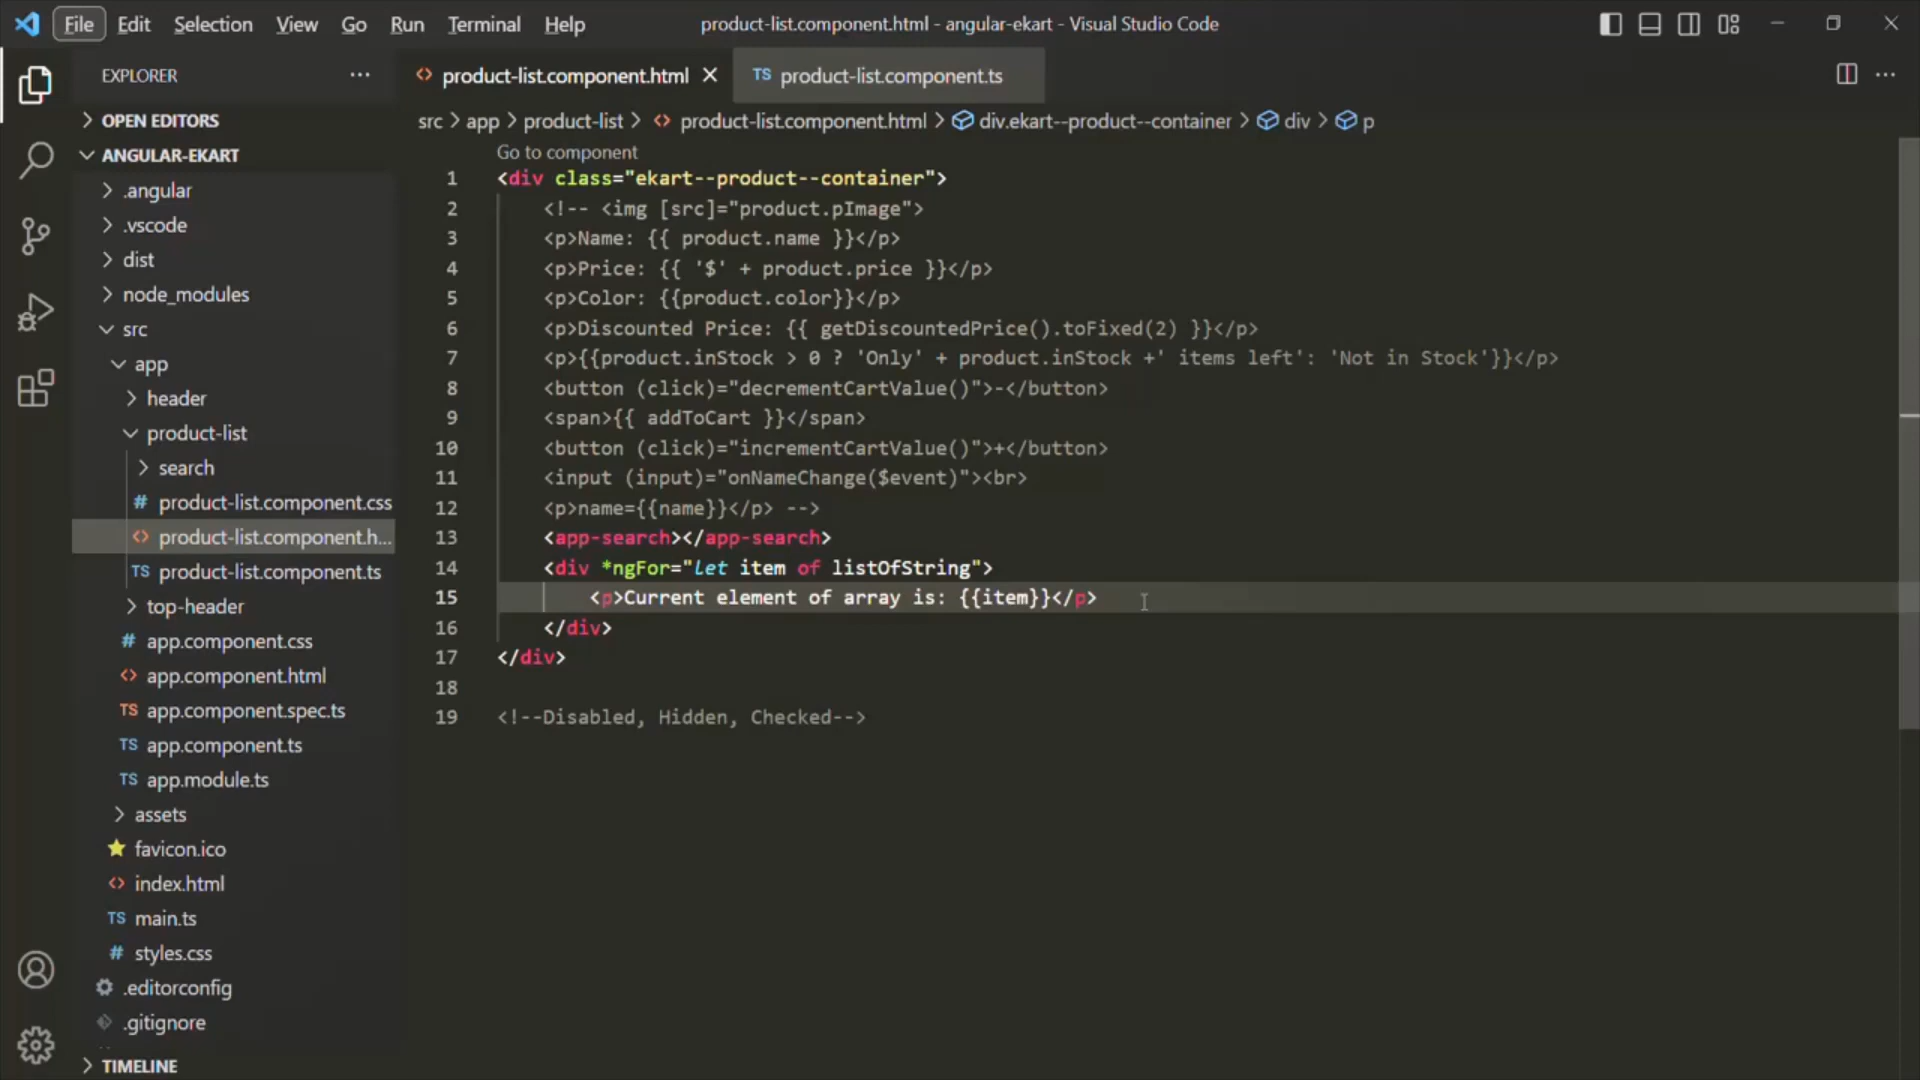 File Edit Selection View Go Run Terminal Help product-list.component.html - angular-ekart - Visual Studio Code
EXPLORER
OPEN EDITORS
ANGULAR-EKART
.angular
.vscode
dist
node_modules
src
app
header
product-list
search
# product-list.component.css
<> product-list.component.h...
TS product-list.component.ts
top-header
# app.component.css
<> app.component.html
TS app.component.spec.ts
TS app.component.ts
TS app.module.ts
assets
favicon.ico
<> index.html
TS main.ts
# styles.css
.editorconfig
.gitignore
TIMELINE
<> product-list.component.html TS product-list.component.ts
src > app > product-list > <> product-list.component.html > div.ekart--product--container > div > p
Go to component
1 <div class="ekart--product--container">
2 <!-- <img [src]="product.pImage">
3 <p>Name: {{ product.name }}</p>
4 <p>Price: {{ '$' + product.price }}</p>
5 <p>Color: {{product.color}}</p>
6 <p>Discounted Price: {{ getDiscountedPrice().toFixed(2) }}</p>
7 <p>{{product.inStock > 0 ? 'Only' + product.inStock +' items left': 'Not in Stock'}}</p>
8 <button (click)="decrementCartValue()">-</button>
9 <span>{{ addToCart }}</span>
10 <button (click)="incrementCartValue()">+</button>
11 <input (input)="onNameChange($event)"><br>
12 <p>name={{name}}</p> -->
13 <app-search></app-search>
14 <div *ngFor="let item of listOfString">
15 <p>Current element of array is: {{item}}</p>
16 </div>
17 </div>
18
19 <!--Disabled, Hidden, Checked-->